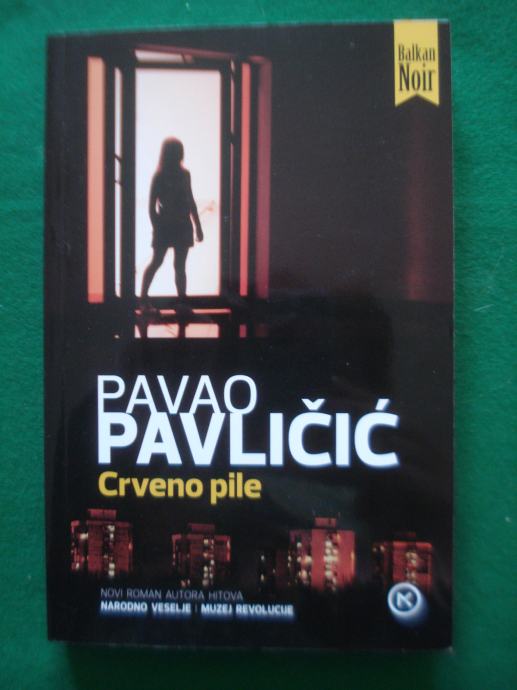 Balkan
Noir
PAVAO
PAVLIČIĆ
Crveno pile
NOVI ROMAN AUTORA HITOVA
NARODNO VESELJE | MUZEJ REVOLUCIJE